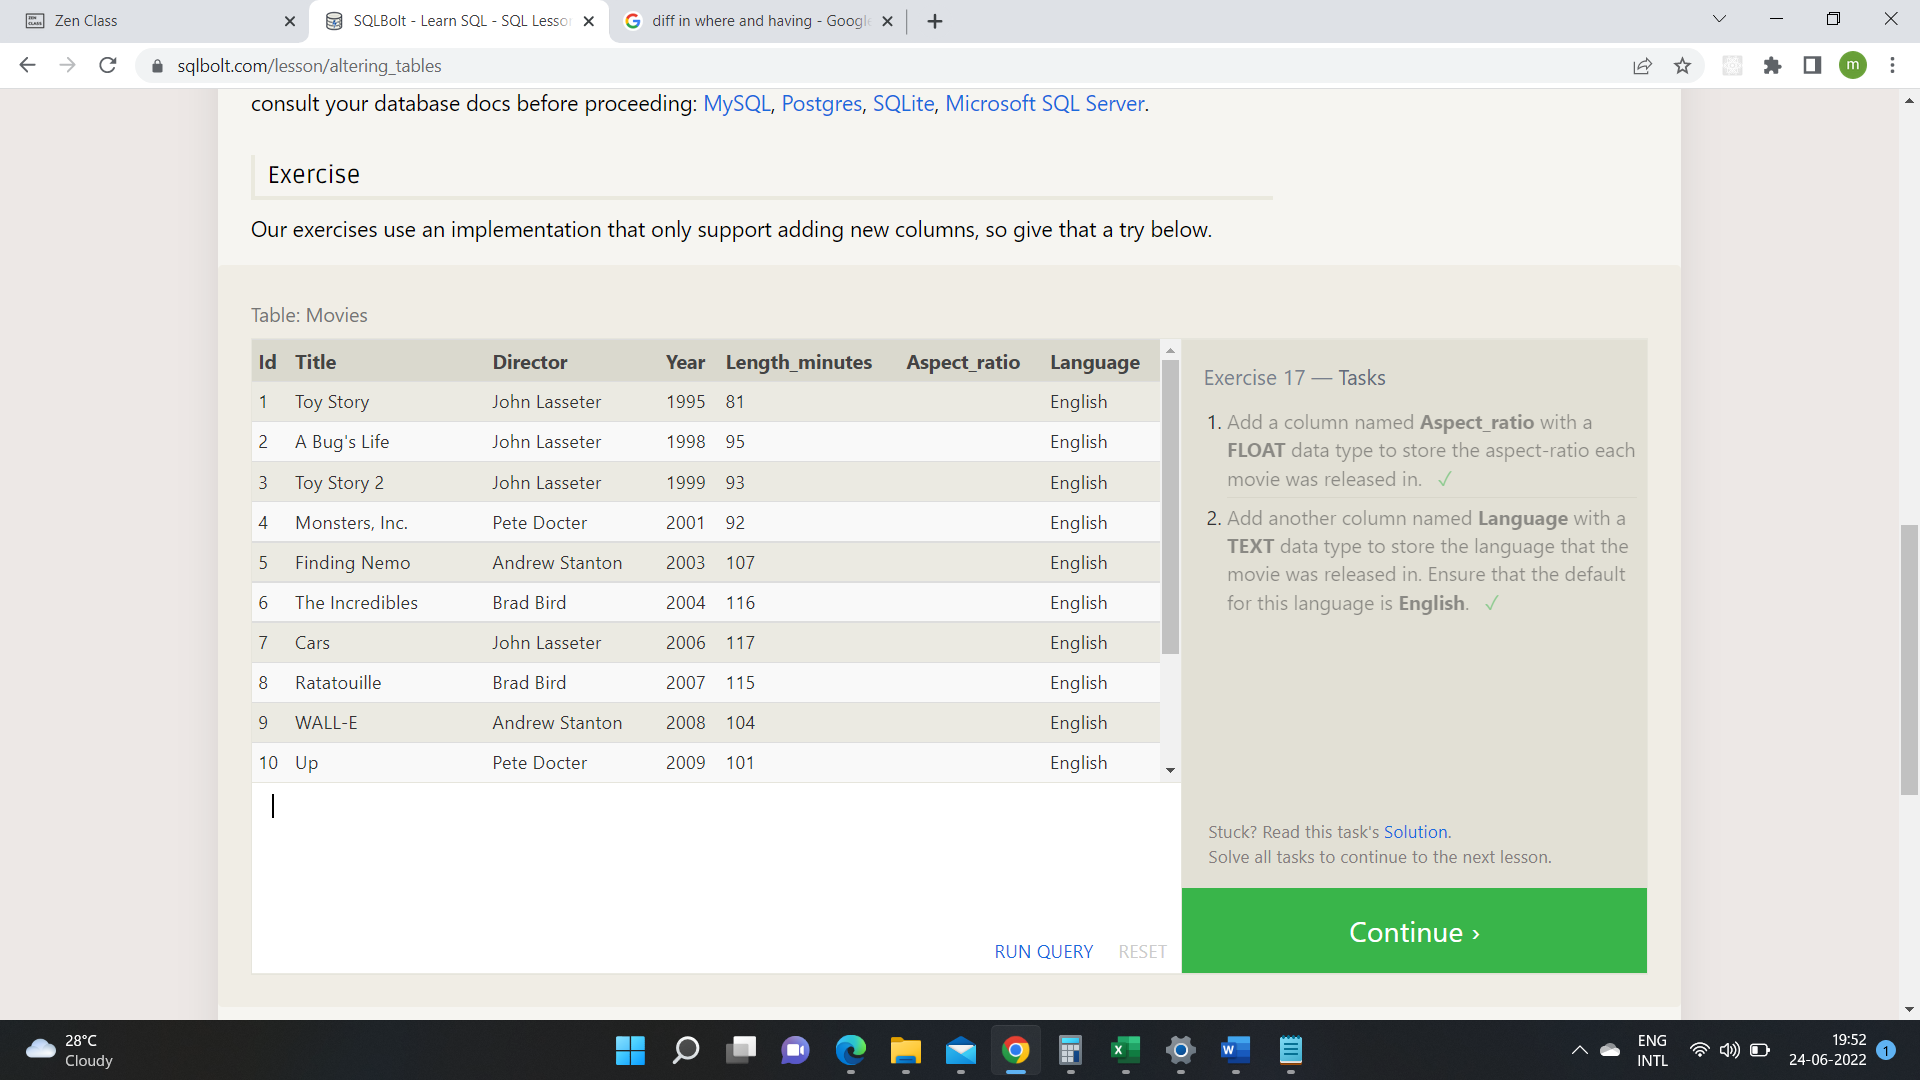 Zen Class
SQLBolt - Learn SQL - SQL Lesson
diff in where and having - Google
sqlbolt.com/lesson/altering_tables
m
consult your database docs before proceeding: MySQL, Postgres, SQLite, Microsoft SQL Server.
Exercise
Our exercises use an implementation that only support adding new columns, so give that a try below.
Table: Movies
Id Title Director Year Length_minutes Aspect_ratio Language
1 Toy Story John Lasseter 1995 81 English
2 A Bug's Life John Lasseter 1998 95 English
3 Toy Story 2 John Lasseter 1999 93 English
4 Monsters, Inc. Pete Docter 2001 92 English
5 Finding Nemo Andrew Stanton 2003 107 English
6 The Incredibles Brad Bird 2004 116 English
7 Cars John Lasseter 2006 117 English
8 Ratatouille Brad Bird 2007 115 English
9 WALL-E Andrew Stanton 2008 104 English
10 Up Pete Docter 2009 101 English
RUN QUERY RESET
Exercise 17 — Tasks
1. Add a column named Aspect_ratio with a
FLOAT data type to store the aspect-ratio each
movie was released in. ✓
2. Add another column named Language with a
TEXT data type to store the language that the
movie was released in. Ensure that the default
for this language is English. ✓
Stuck? Read this task's Solution.
Solve all tasks to continue to the next lesson.
Continue ›
28°C
Cloudy
ENG
INTL
19:52
24-06-2022
1